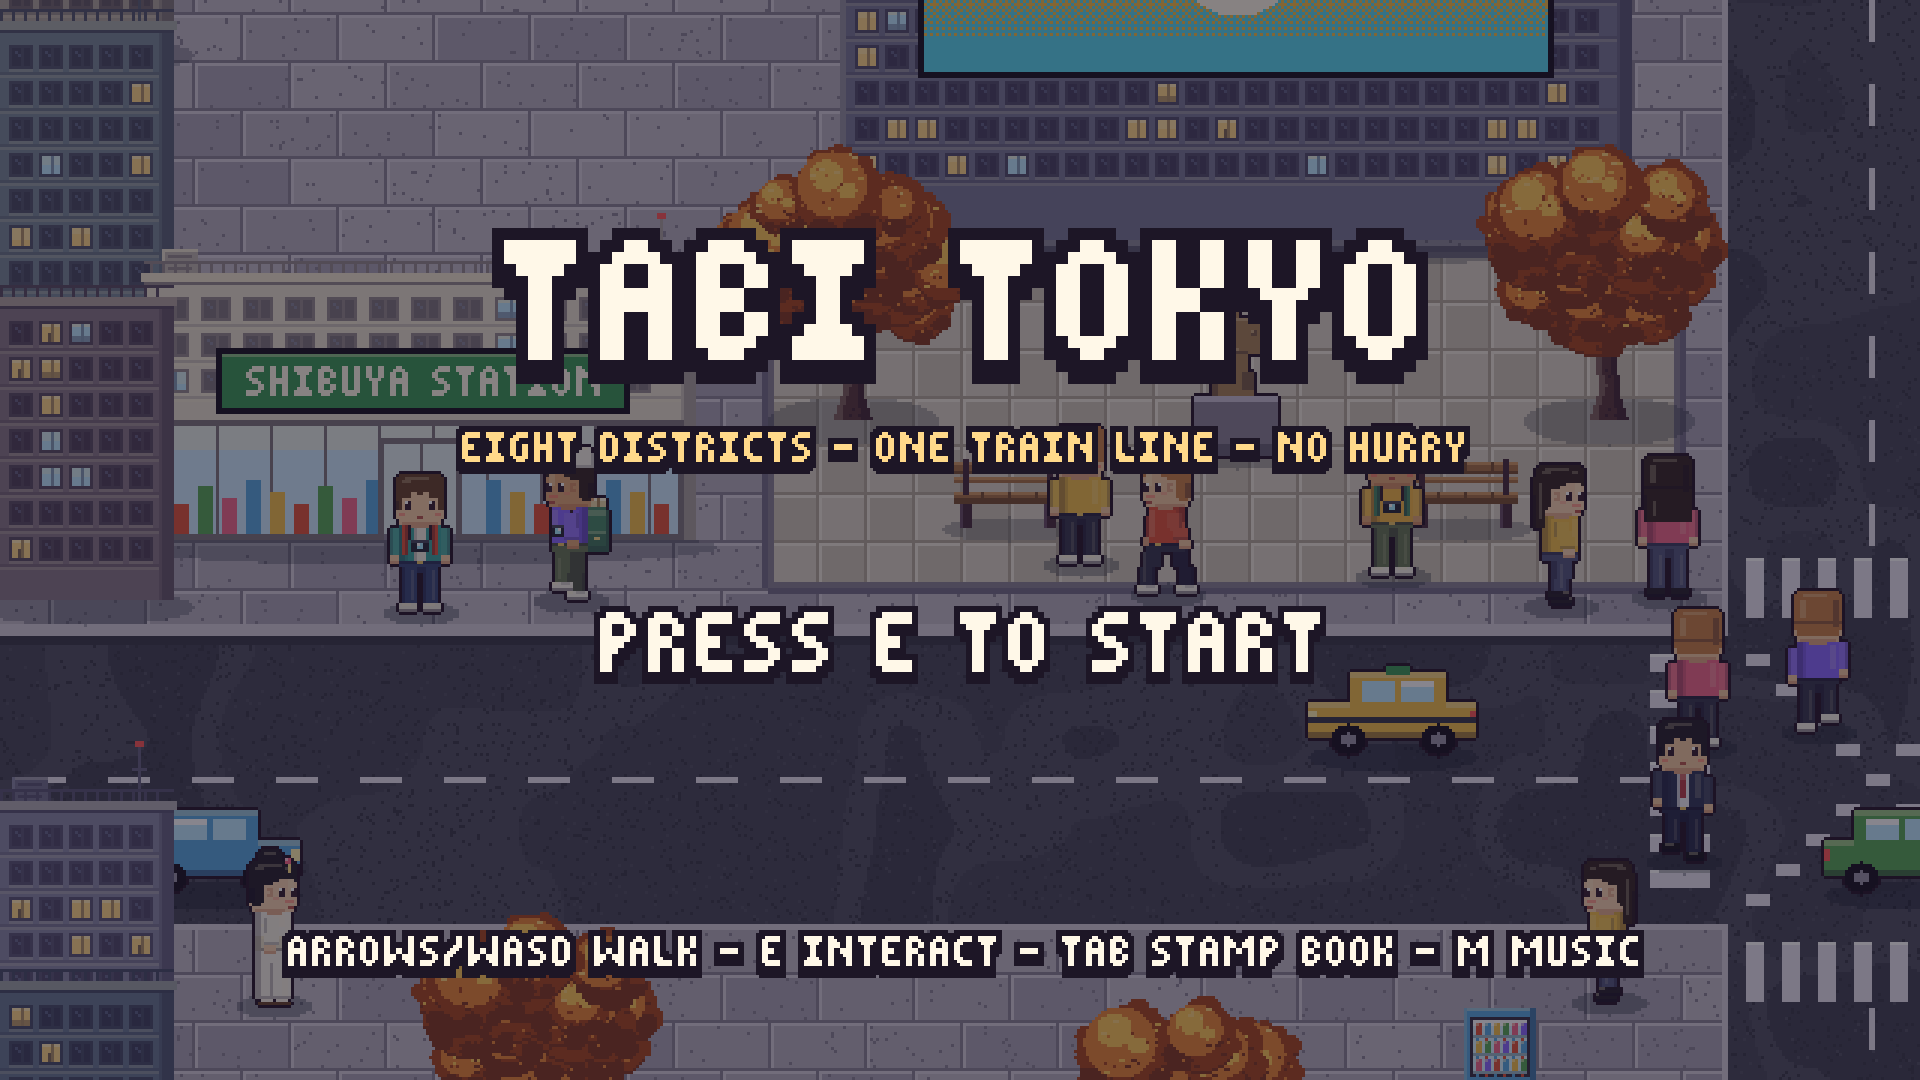 TABI TOKYO
SHIBUYA STATION
EIGHT DISTRICTS - ONE TRAIN LINE - NO HURRY
PRESS E TO START
ARROWS/WASD WALK - E INTERACT - TAB STAMP BOOK - M MUSIC